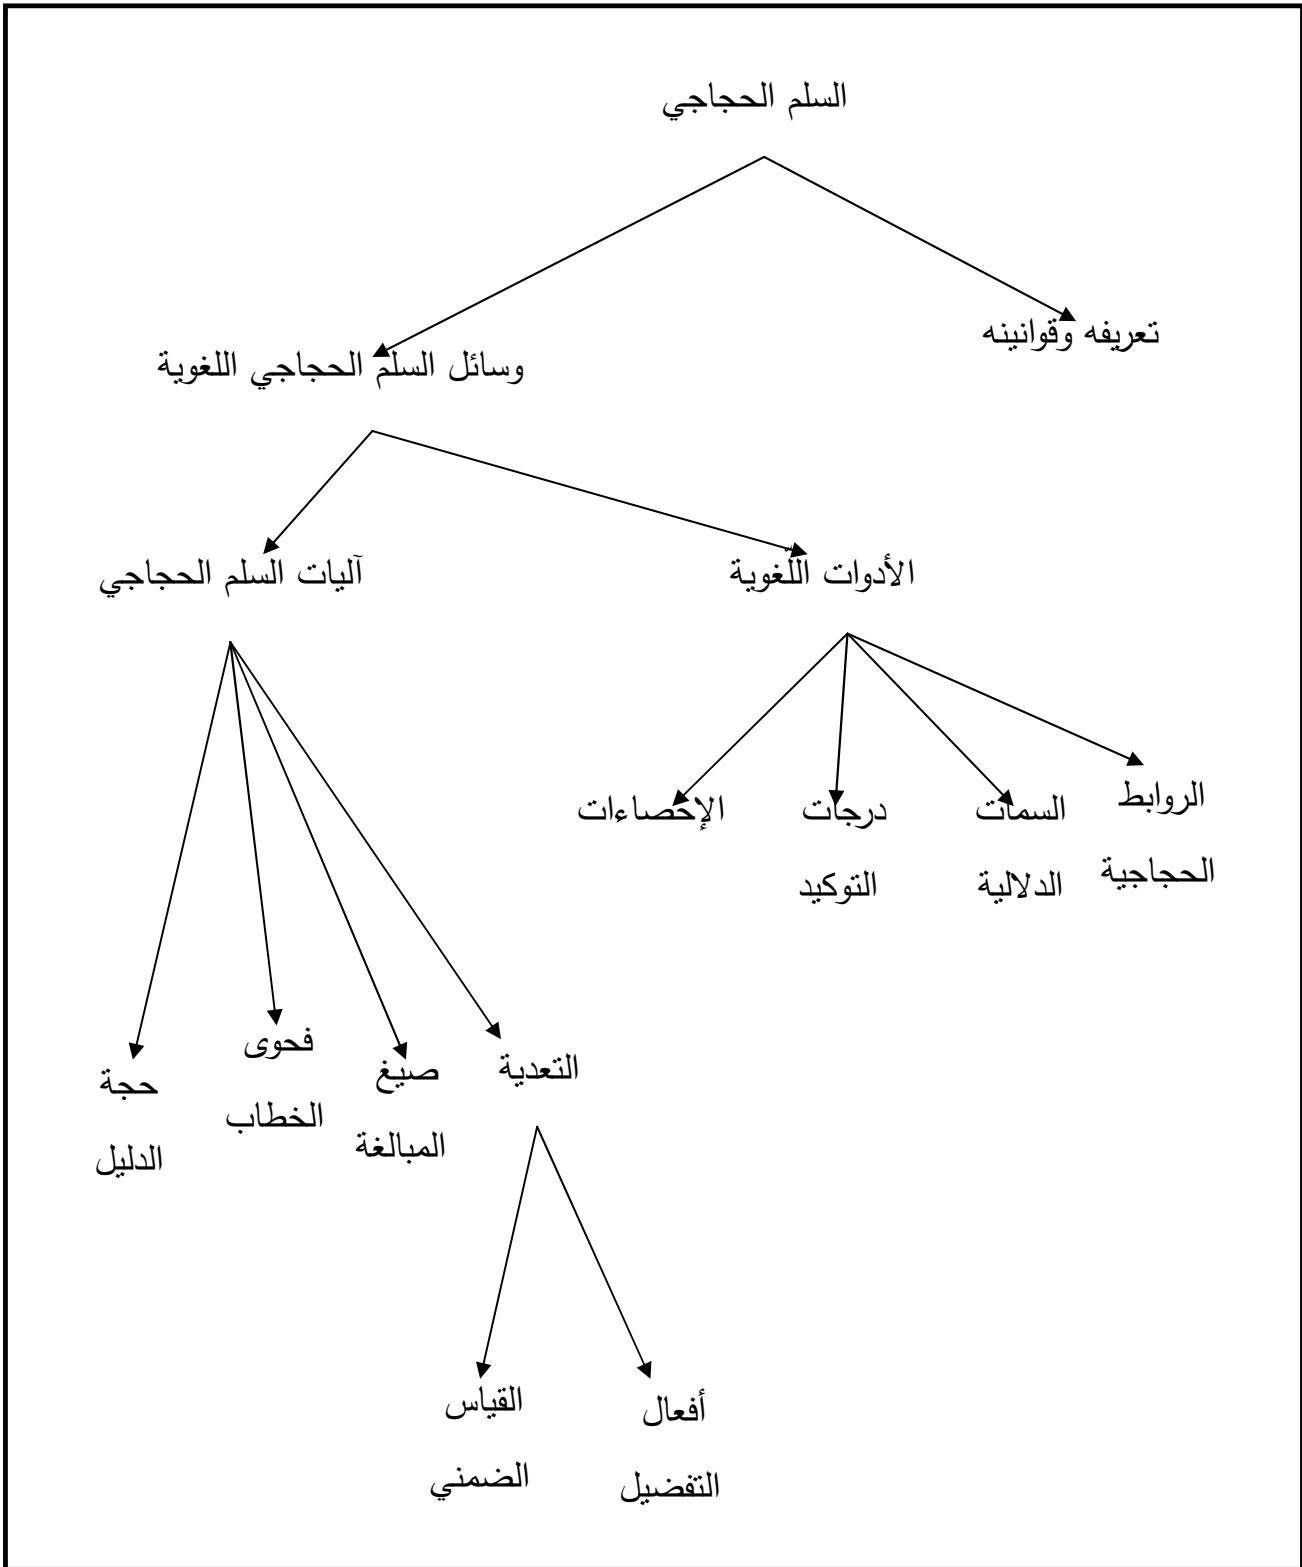 السلم الحجاجي
تعريفه وقوانينه
وسائل السلم الحجاجي اللغوية
الأدوات اللغوية
آليات السلم الحجاجي
الروابط
الحجاجية
السمات
الدلالية
درجات
التوكيد
الإحصاءات
التعدية
صيغ
المبالغة
فحوى
الخطاب
حجة
الدليل
أفعال
التفضيل
القياس
الضمني